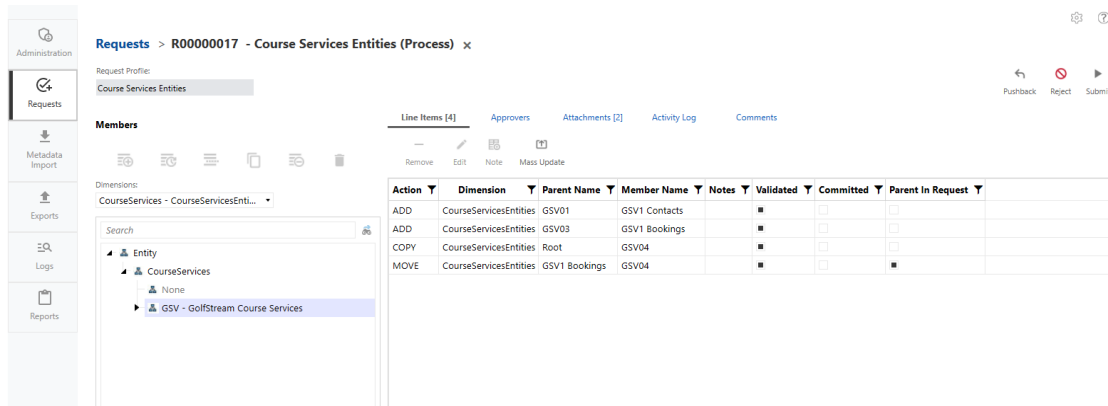 Administration
Requests
Metadata
Import
Exports
Logs
Reports
Requests > R00000017 - Course Services Entities (Process) ×
Request Profile:
Course Services Entities
Pushback Reject
Members
Dimensions:
CourseServices - CourseServicesEnti...
Search
Entity
CourseServices
None
GSV - GolfStream Course Services
Line Items [4] Approvers Attachments [2] Activity Log Comments
Remove Edit Note Mass Update
Action Dimension Parent Name Member Name Notes Validated Committed Parent In Request
ADD CourseServicesEntities GSV01 GSV1 Contacts
ADD CourseServicesEntities GSV03 GSV1 Bookings
COPY CourseServicesEntities Root GSV04
MOVE CourseServicesEntities GSV1 Bookings GSV04